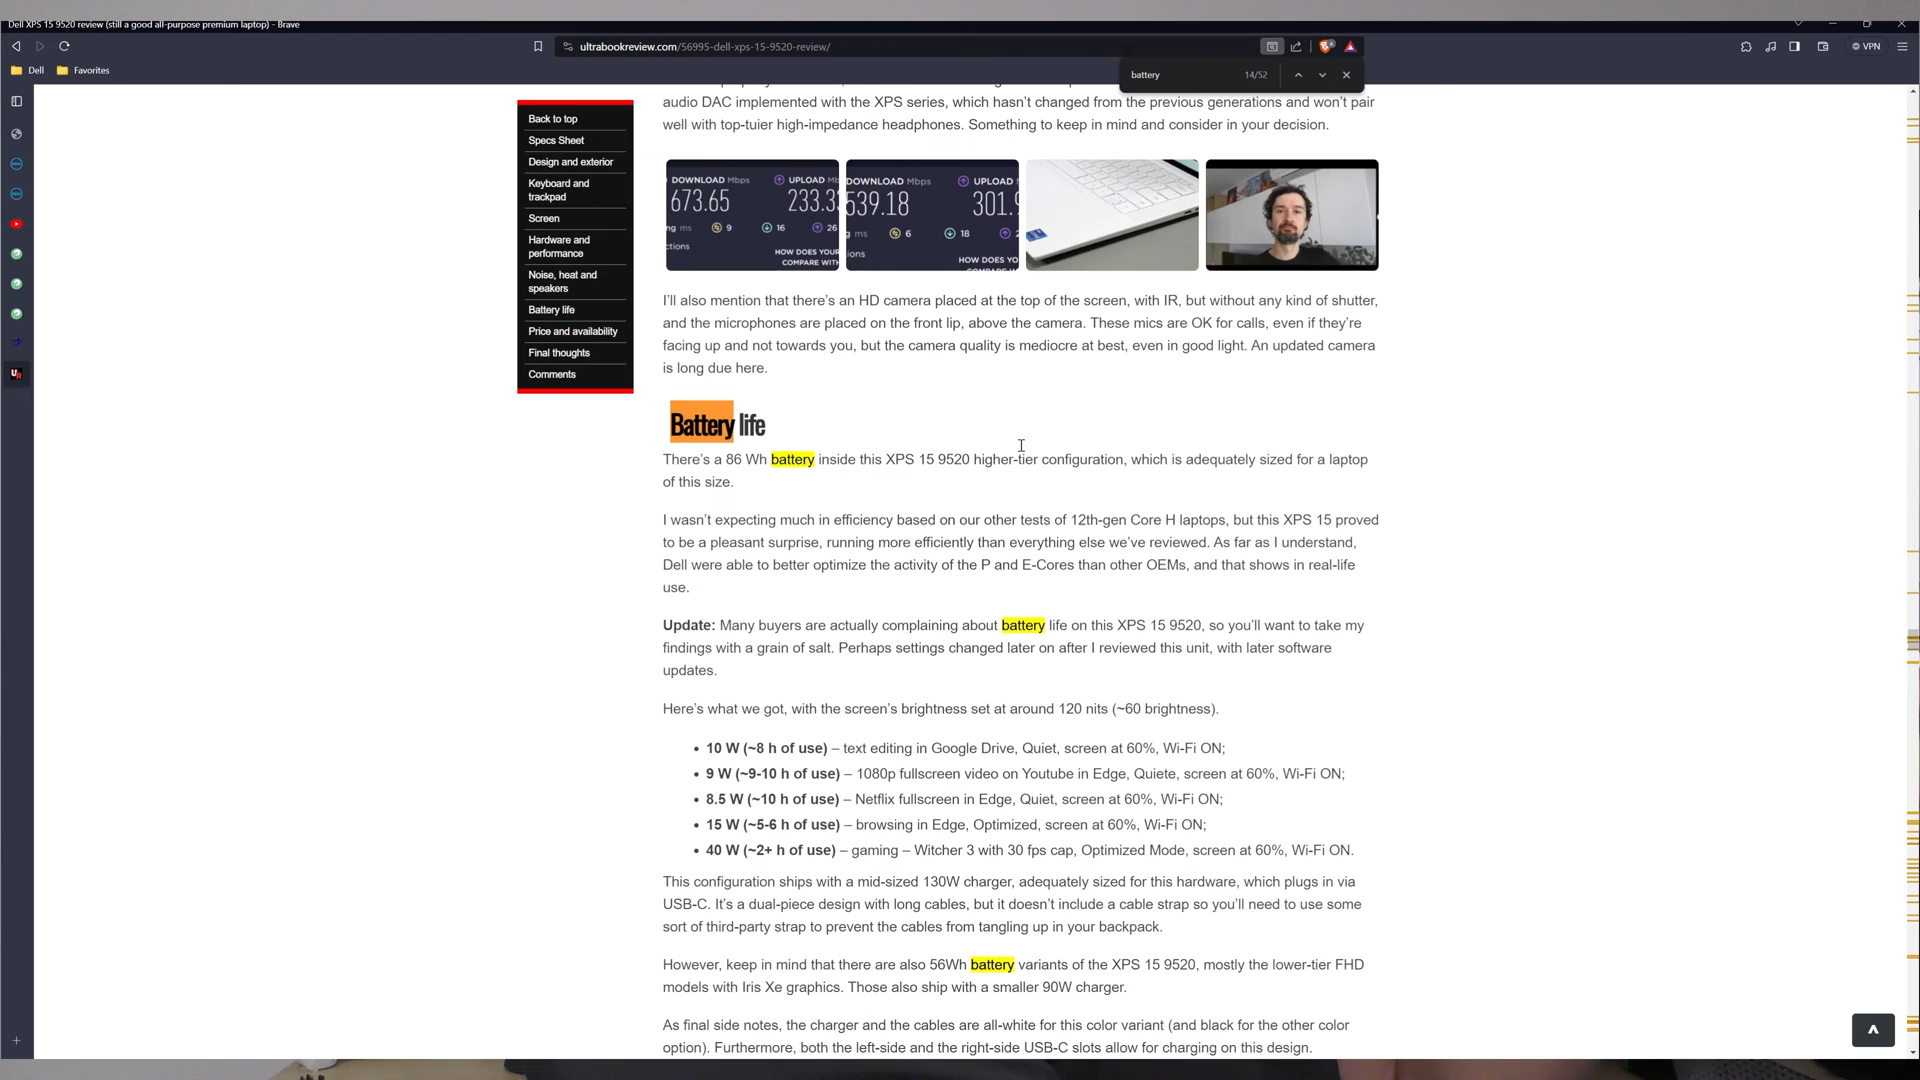 Dell XPS 15 9520 review (still a good all-purpose premium laptop) - Brave
ultrabookreview.com/56995-dell-xps-15-9520-review/
VPN
Dell
Favorites
battery
14/52
Back to top
Specs Sheet
Design and exterior
Keyboard and
trackpad
Screen
Hardware and
performance
Noise, heat and
speakers
Battery life
Price and availability
Final thoughts
Comments
audio DAC implemented with the XPS series, which hasn't changed from the previous generations and won't pair
well with top-tuier high-impedance headphones. Something to keep in mind and consider in your decision.
DOWNLOAD Mbps
UPLOAD Mb
673.65
233.3
ng ms
9
16
26
ctions
HOW DOES YOUR
COMPARE WITH
DOWNLOAD Mbps
UPLOAD
539.18
301.9
ng ms
6
18
ions
HOW DOES YO
COMPARE WIT
I'll also mention that there's an HD camera placed at the top of the screen, with IR, but without any kind of shutter,
and the microphones are placed on the front lip, above the camera. These mics are OK for calls, even if they're
facing up and not towards you, but the camera quality is mediocre at best, even in good light. An updated camera
is long due here.
Battery life
There's a 86 Wh battery inside this XPS 15 9520 higher-tier configuration, which is adequately sized for a laptop
of this size.
I wasn't expecting much in efficiency based on our other tests of 12th-gen Core H laptops, but this XPS 15 proved
to be a pleasant surprise, running more efficiently than everything else we've reviewed. As far as I understand,
Dell were able to better optimize the activity of the P and E-Cores than other OEMs, and that shows in real-life
use.
Update: Many buyers are actually complaining about battery life on this XPS 15 9520, so you'll want to take my
findings with a grain of salt. Perhaps settings changed later on after I reviewed this unit, with later software
updates.
Here's what we got, with the screen's brightness set at around 120 nits (~60 brightness).
• 10 W (~8 h of use) – text editing in Google Drive, Quiet, screen at 60%, Wi-Fi ON;
• 9 W (~9-10 h of use) – 1080p fullscreen video on Youtube in Edge, Quiete, screen at 60%, Wi-Fi ON;
• 8.5 W (~10 h of use) – Netflix fullscreen in Edge, Quiet, screen at 60%, Wi-Fi ON;
• 15 W (~5-6 h of use) – browsing in Edge, Optimized, screen at 60%, Wi-Fi ON;
• 40 W (~2+ h of use) – gaming – Witcher 3 with 30 fps cap, Optimized Mode, screen at 60%, Wi-Fi ON.
This configuration ships with a mid-sized 130W charger, adequately sized for this hardware, which plugs in via
USB-C. It's a dual-piece design with long cables, but it doesn't include a cable strap so you'll need to use some
sort of third-party strap to prevent the cables from tangling up in your backpack.
However, keep in mind that there are also 56Wh battery variants of the XPS 15 9520, mostly the lower-tier FHD
models with Iris Xe graphics. Those also ship with a smaller 90W charger.
As final side notes, the charger and the cables are all-white for this color variant (and black for the other color
option). Furthermore, both the left-side and the right-side USB-C slots allow for charging on this design.